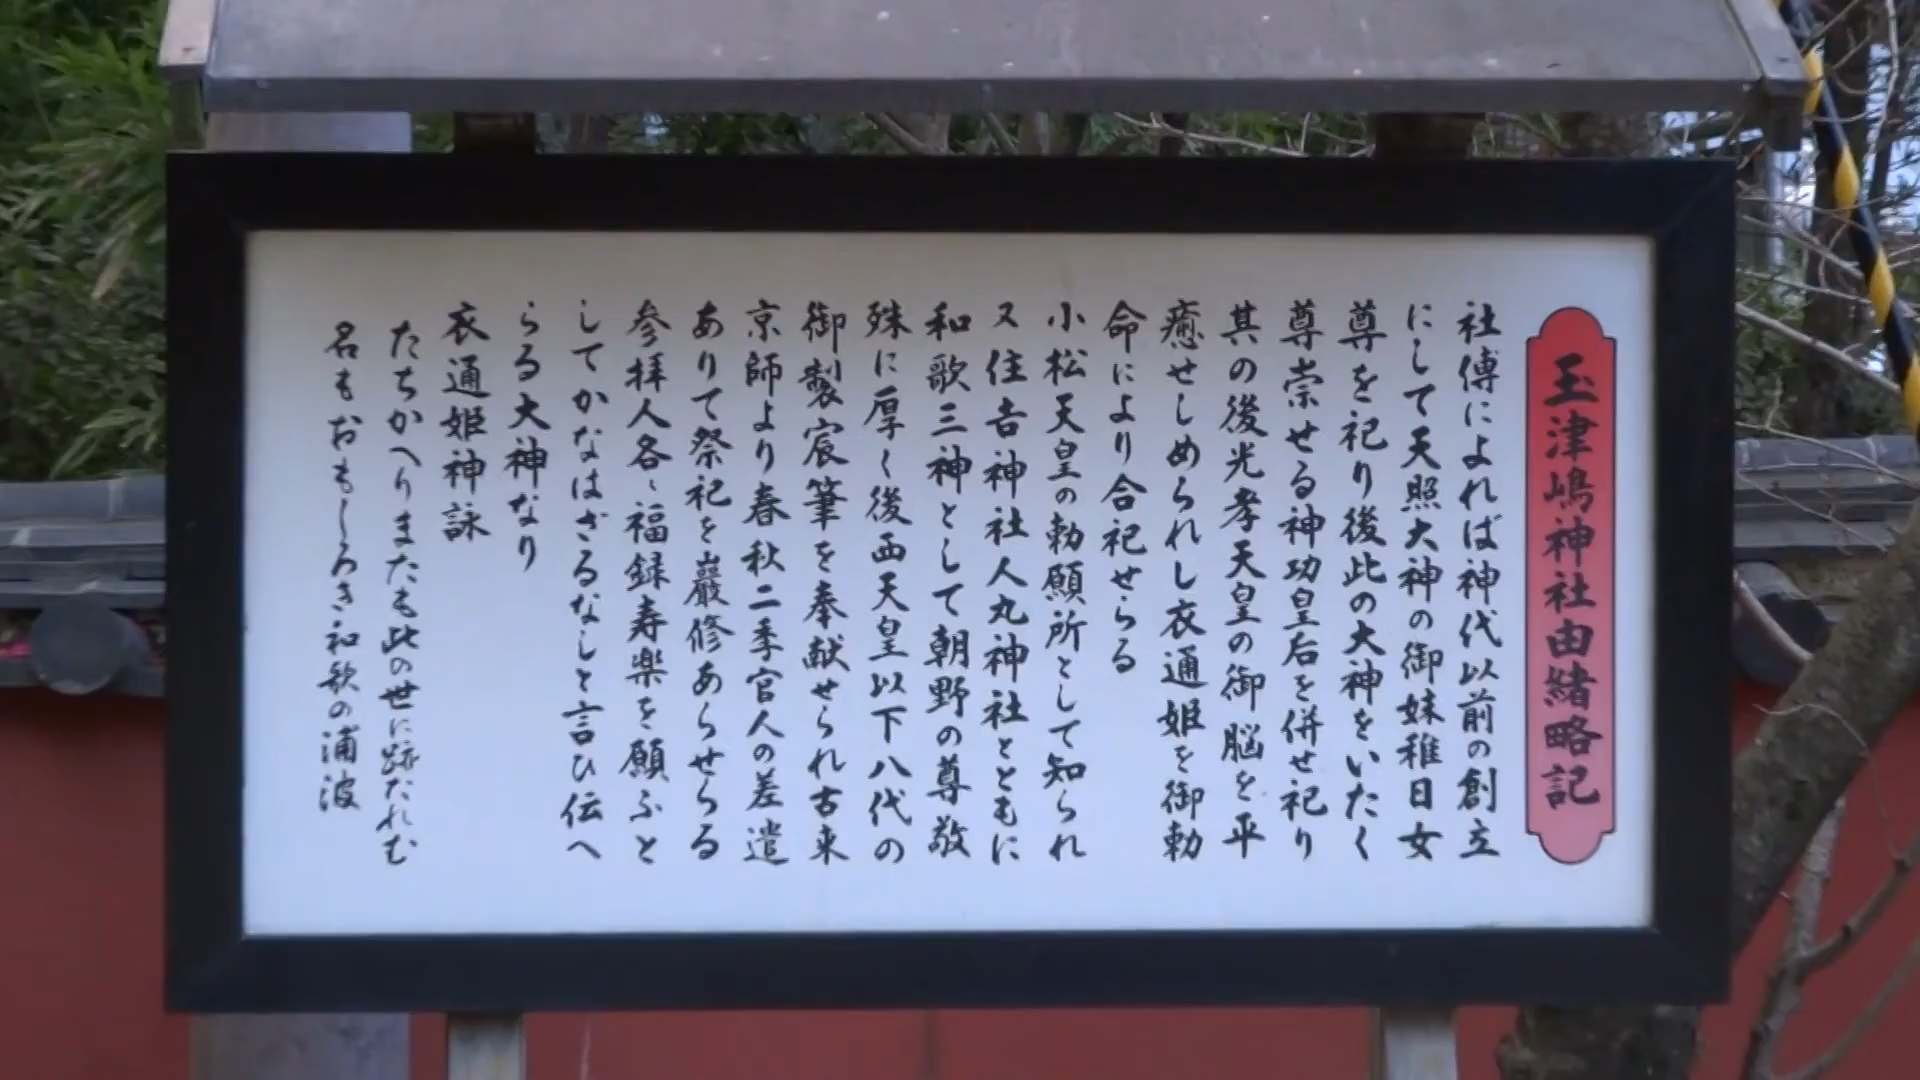 玉津嶋神社由緒略記
社傅によれば神代以前の創立
にして天照大神の御妹稚日女
尊を祀り後此の大神をいたく
尊崇せる神功皇后を併せ祀り
其の後光孝天皇の御脳を平
癒せしめられし衣通姫を御勅
命により合祀せらる
小松天皇の勅願所として知られ
又住吉神社人丸神社とともに
和歌三神として朝野の尊敬
殊に厚く後西天皇以下八代の
御製宸筆を奉献せられ古来
京師より春秋二季官人の差遣
ありて祭祀を巌修あらせらる
参拝人各々福録寿楽を願ふと
してかなはざるなしと言ひ伝へ
らる大神なり
衣通姫神詠
たちかへりまたも此の世に跡たれむ
名もおもしろき和歌の浦波